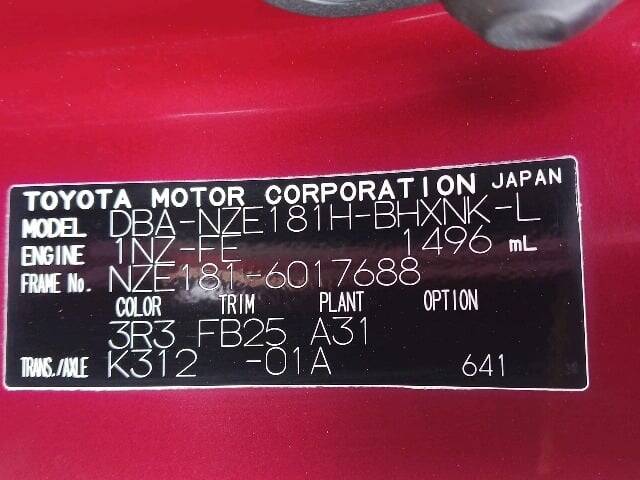 TOYOTA MOTOR CORPORATION JAPAN
MODEL DBA-NZE181H-BHXNK-L
ENGINE 1NZ-FE 1496 mL
FRAME No. NZE181-6017688
COLOR TRIM PLANT OPTION
3R3 FB25 A31
TRANS./AXLE K312 -01A 641